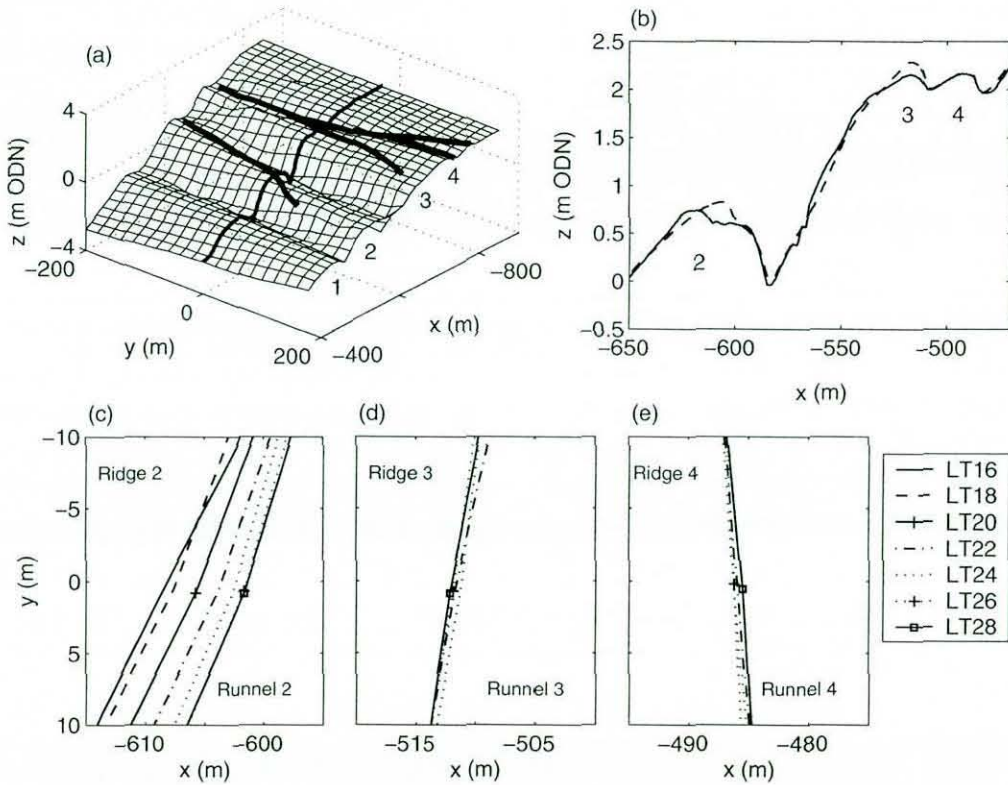 (a)
4
0
−4
z (m ODN)
−200
0
200
y (m)
−400
−800
x (m)
1
2
3
4
(b)
2.5
2
1.5
1
0.5
0
−0.5
z (m ODN)
−650
−600
−550
−500
x (m)
2
3
4
(c)
−10
−5
0
5
10
y (m)
Ridge 2
Runnel 2
−610
−600
x (m)
(d)
Ridge 3
Runnel 3
−515
−505
x (m)
(e)
Ridge 4
Runnel 4
−490
−480
x (m)
LT16
LT18
LT20
LT22
LT24
LT26
LT28